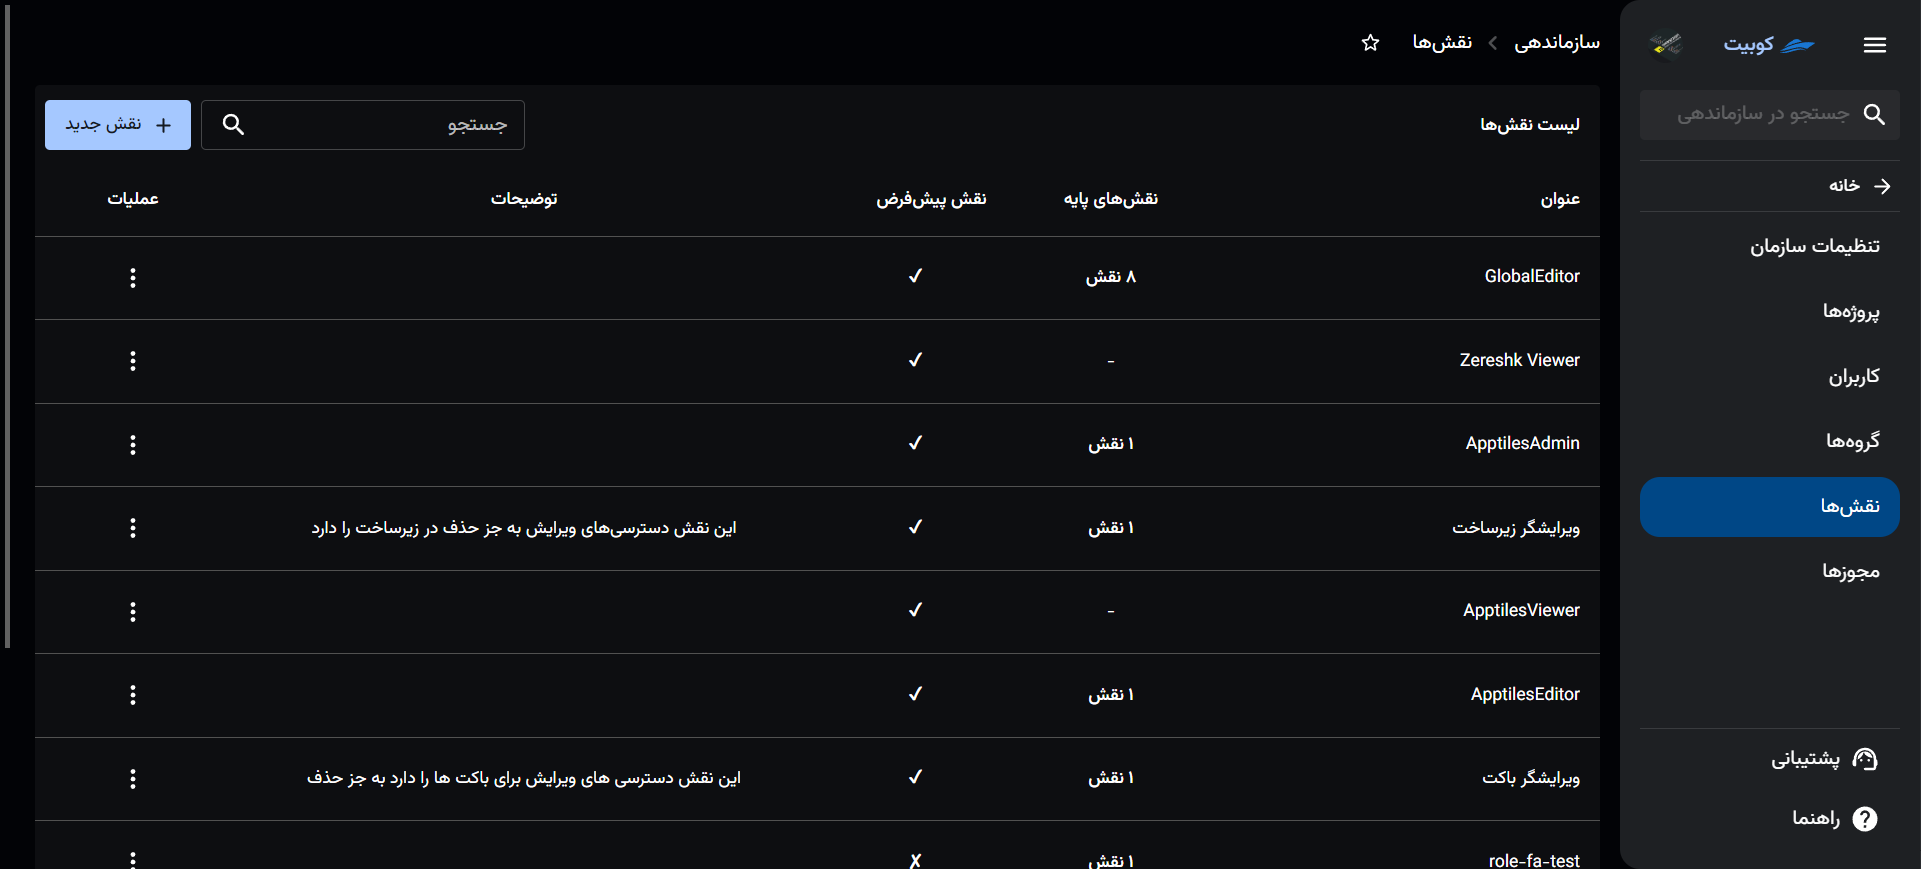 کوبیت
جستجو در سازماندهی
خانه
تنظیمات سازمان
پروژه‌ها
کاربران
گروه‌ها
نقش‌ها
مجوزها
پشتیبانی
راهنما
سازماندهی
نقش‌ها
لیست نقش‌ها
جستجو
نقش جدید
عنوان نقش‌های پایه نقش پیش‌فرض توضیحات عملیات
GlobalEditor ۸ نقش ✓
Zereshk Viewer - ✓
ApptilesAdmin ۱ نقش ✓
ویرایشگر زیرساخت ۱ نقش ✓ این نقش دسترسی‌های ویرایش به جز حذف در زیرساخت را دارد
ApptilesViewer - ✓
ApptilesEditor ۱ نقش ✓
ویرایشگر باکت ۱ نقش ✓ این نقش دسترسی های ویرایش برای باکت ها را دارد به جز حذف
role-fa-test ۱ نقش ✗